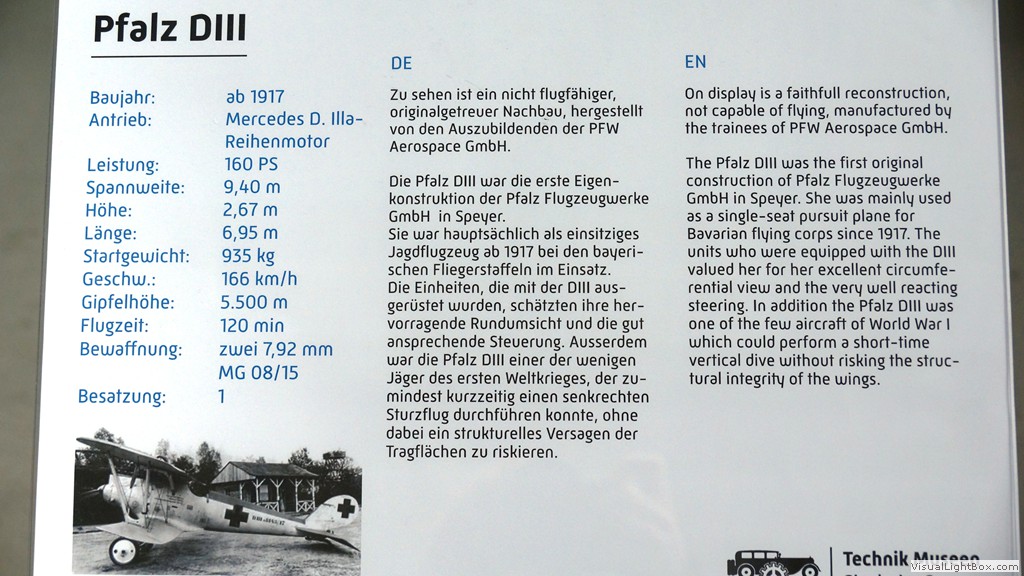 Pfalz DIII
Baujahr: ab 1917
Antrieb: Mercedes D. IIIa-
Reihenmotor
Leistung: 160 PS
Spannweite: 9,40 m
Höhe: 2,67 m
Länge: 6,95 m
Startgewicht: 935 kg
Geschw.: 166 km/h
Gipfelhöhe: 5.500 m
Flugzeit: 120 min
Bewaffnung: zwei 7,92 mm
MG 08/15
Besatzung: 1
DE
Zu sehen ist ein nicht flugfähiger,
originalgetreuer Nachbau, hergestellt
von den Auszubildenden der PFW
Aerospace GmbH.
Die Pfalz DIII war die erste Eigen-
konstruktion der Pfalz Flugzeugwerke
GmbH in Speyer.
Sie war hauptsächlich als einsitziges
Jagdflugzeug ab 1917 bei den bayeri-
schen Fliegerstaffeln im Einsatz.
Die Einheiten, die mit der DIII aus-
gerüstet wurden, schätzten ihre her-
vorragende Rundumsicht und die gut
ansprechende Steuerung. Ausserdem
war die Pfalz DIII einer der wenigen
Jäger des ersten Weltkrieges, der zu-
mindest kurzzeitig einen senkrechten
Sturzflug durchführen konnte, ohne
dabei ein strukturelles Versagen der
Tragflächen zu riskieren.
EN
On display is a faithfull reconstruction,
not capable of flying, manufactured by
the trainees of PFW Aerospace GmbH.
The Pfalz DIII was the first original
construction of Pfalz Flugzeugwerke
GmbH in Speyer. She was mainly used
as a single-seat pursuit plane for
Bavarian flying corps since 1917. The
units who were equipped with the DIII
valued her for her excellent circumfe-
rential view and the very well reacting
steering. In addition the Pfalz DIII was
one of the few aircraft of World War I
which could perform a short-time
vertical dive without risking the struc-
tural integrity of the wings.
Technik Museen
VisualLightBox.com